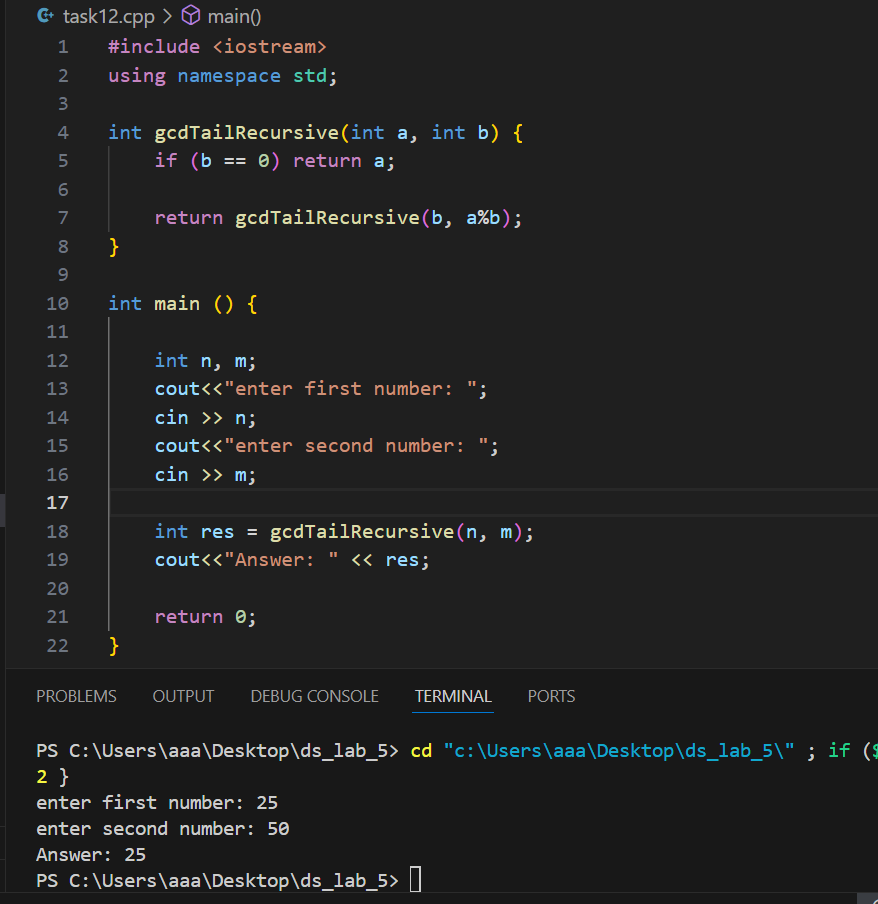 task12.cpp > main()
1 #include <iostream>
2 using namespace std;
3
4 int gcdTailRecursive(int a, int b) {
5     if (b == 0) return a;
6
7     return gcdTailRecursive(b, a%b);
8 }
9
10 int main () {
11
12     int n, m;
13     cout<<"enter first number: ";
14     cin >> n;
15     cout<<"enter second number: ";
16     cin >> m;
17
18     int res = gcdTailRecursive(n, m);
19     cout<<"Answer: " << res;
20
21     return 0;
22 }
PROBLEMS OUTPUT DEBUG CONSOLE TERMINAL PORTS
PS C:\Users\aaa\Desktop\ds_lab_5> cd "c:\Users\aaa\Desktop\ds_lab_5\" ; if ($
2 }
enter first number: 25
enter second number: 50
Answer: 25
PS C:\Users\aaa\Desktop\ds_lab_5>